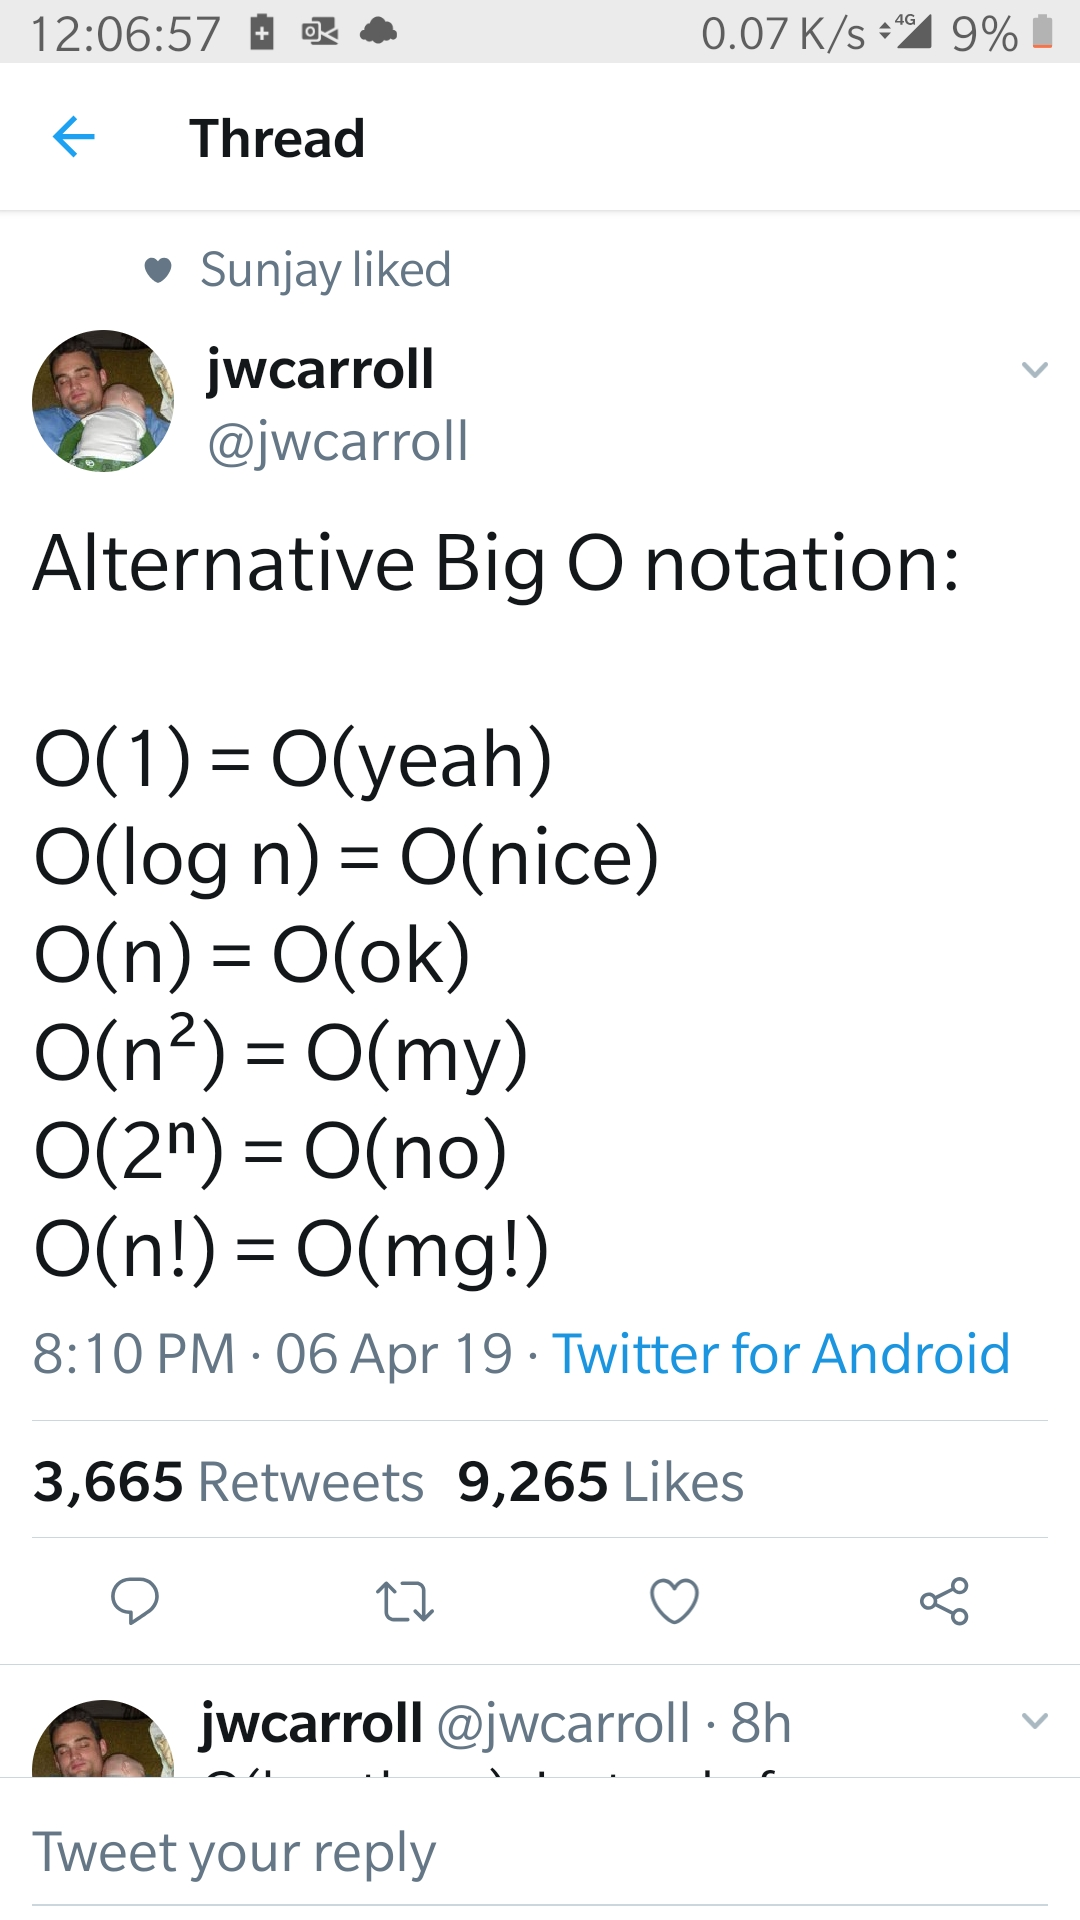 12:06:57 0.07 K/s 4G 9%
Thread
Sunjay liked
jwcarroll
@jwcarroll
Alternative Big O notation:
O(1) = O(yeah)
O(log n) = O(nice)
O(n) = O(ok)
O(n²) = O(my)
O(2ⁿ) = O(no)
O(n!) = O(mg!)
8:10 PM · 06 Apr 19 · Twitter for Android
3,665 Retweets 9,265 Likes
jwcarroll @jwcarroll · 8h
Tweet your reply